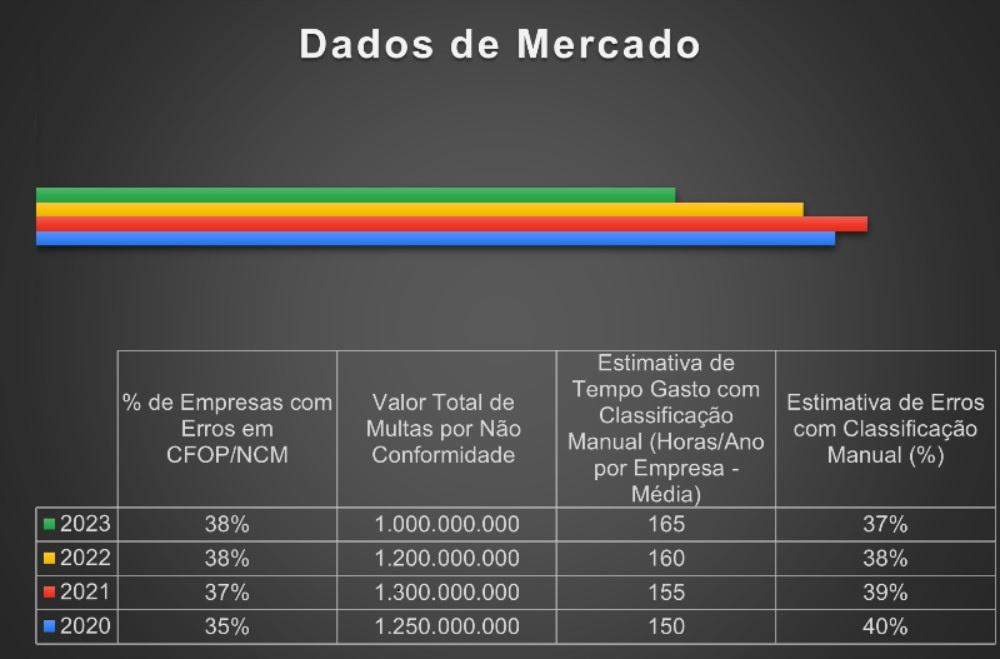 Dados de Mercado
% de Empresas com
Erros em
CFOP/NCM
Valor Total de
Multas por Não
Conformidade
Estimativa de
Tempo Gasto com
Classificação
Manual (Horas/Ano
por Empresa -
Média)
Estimativa de Erros
com Classificação
Manual (%)
2023 38% 1.000.000.000 165 37%
2022 38% 1.200.000.000 160 38%
2021 37% 1.300.000.000 155 39%
2020 35% 1.250.000.000 150 40%